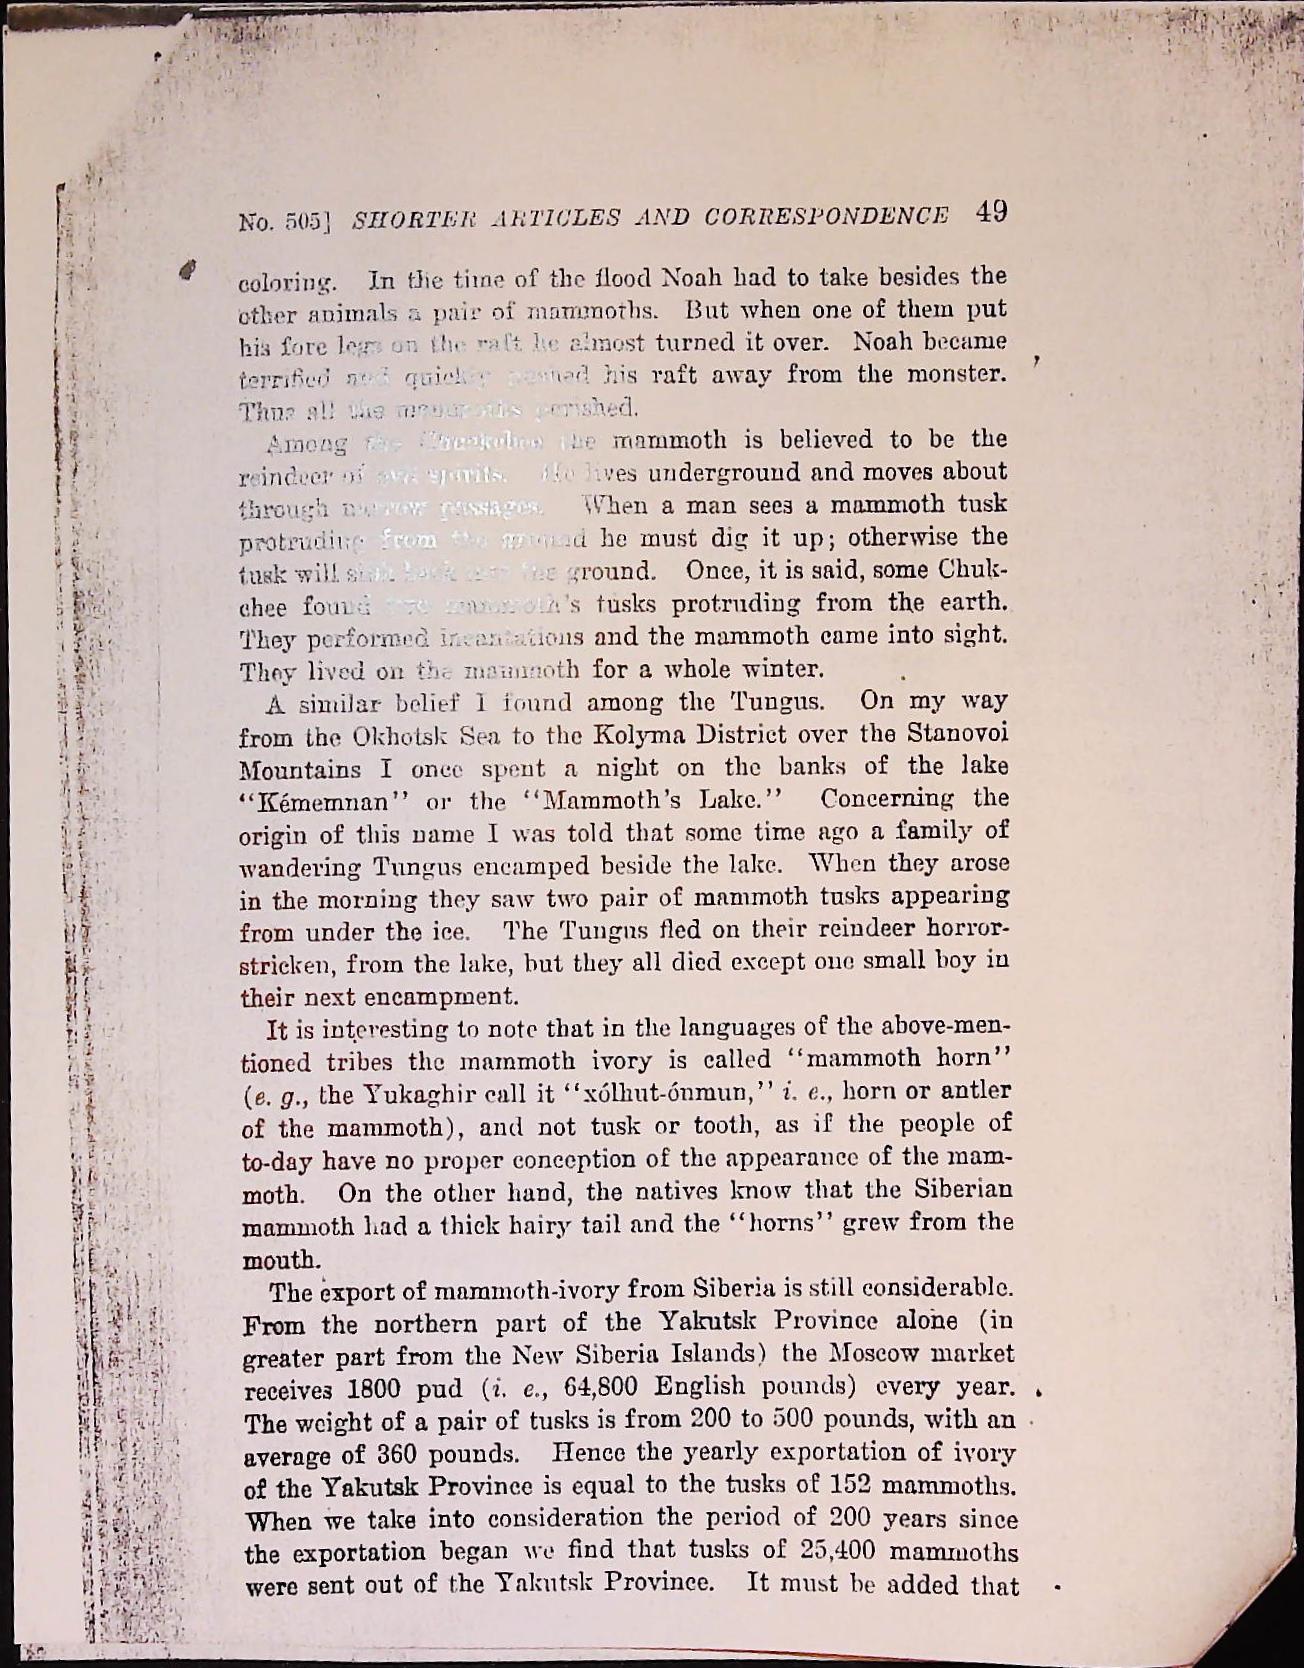 No. 505] SHORTER ARTICLES AND CORRESPONDENCE 49
coloring. In the time of the flood Noah had to take besides the
other animals a pair of mammoths. But when one of them put
his fore legs on the raft he almost turned it over. Noah became
terrified and quickly pushed his raft away from the monster.
Thus all the mammoths perished.
Among the Chuckchee the mammoth is believed to be the
reindeer of evil spirits. He lives underground and moves about
through narrow passages. When a man sees a mammoth tusk
protruding from the ground he must dig it up; otherwise the
tusk will sink back into the ground. Once, it is said, some Chuk-
chee found two mammoth's tusks protruding from the earth.
They performed incantations and the mammoth came into sight.
They lived on the mammoth for a whole winter.
A similar belief I found among the Tungus. On my way
from the Okhotsk Sea to the Kolyma District over the Stanovoi
Mountains I once spent a night on the banks of the lake
“Kémemnan” or the “Mammoth's Lake.” Concerning the
origin of this name I was told that some time ago a family of
wandering Tungus encamped beside the lake. When they arose
in the morning they saw two pair of mammoth tusks appearing
from under the ice. The Tungus fled on their reindeer horror-
stricken, from the lake, but they all died except one small boy in
their next encampment.
It is interesting to note that in the languages of the above-men-
tioned tribes the mammoth ivory is called “mammoth horn”
(e. g., the Yukaghir call it “xólhut-ónmun,” i. e., horn or antler
of the mammoth), and not tusk or tooth, as if the people of
to-day have no proper conception of the appearance of the mam-
moth. On the other hand, the natives know that the Siberian
mammoth had a thick hairy tail and the “horns” grew from the
mouth.
The export of mammoth-ivory from Siberia is still considerable.
From the northern part of the Yakutsk Province alone (in
greater part from the New Siberia Islands) the Moscow market
receives 1800 pud (i. e., 64,800 English pounds) every year.
The weight of a pair of tusks is from 200 to 500 pounds, with an
average of 360 pounds. Hence the yearly exportation of ivory
of the Yakutsk Province is equal to the tusks of 152 mammoths.
When we take into consideration the period of 200 years since
the exportation began we find that tusks of 25,400 mammoths
were sent out of the Yakutsk Province. It must be added that